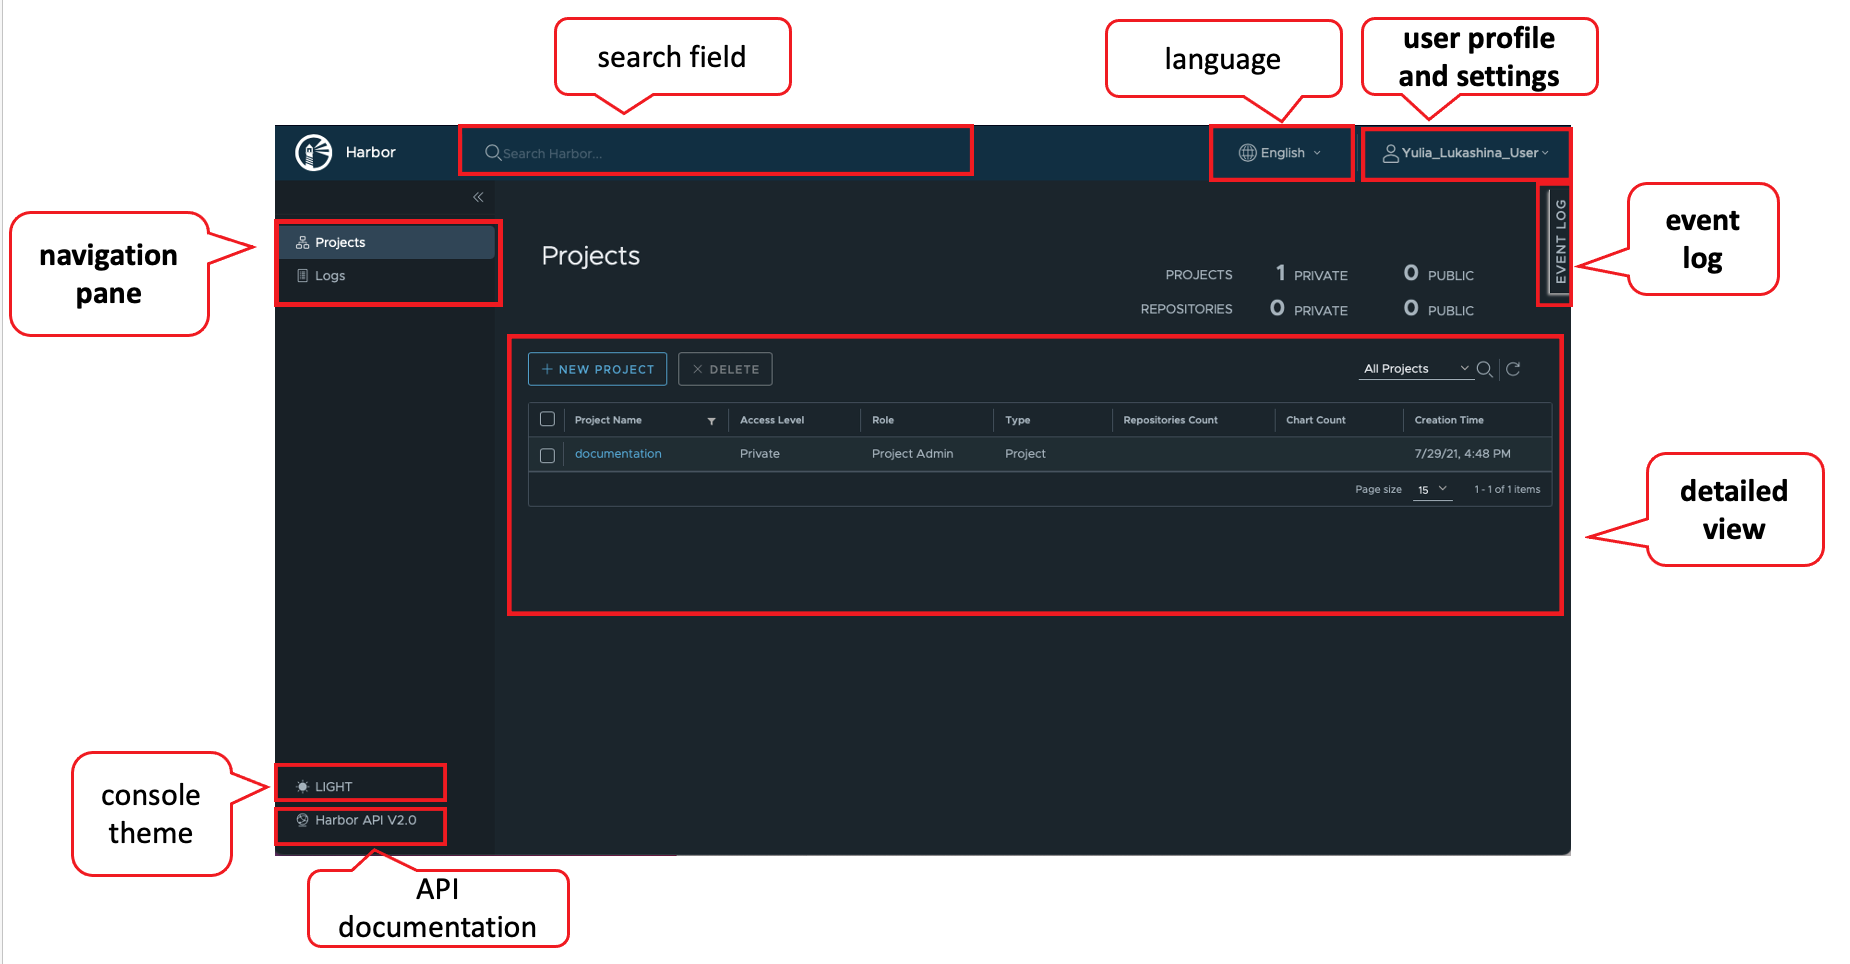 search field
language
user profile
and settings
Harbor
Search Harbor...
English
Yulia_Lukashina_User
navigation
pane
Projects
Logs
Projects
PROJECTS 1 PRIVATE 0 PUBLIC
REPOSITORIES 0 PRIVATE 0 PUBLIC
EVENT LOG
event
log
+ NEW PROJECT
× DELETE
All Projects
Project Name Access Level Role Type Repositories Count Chart Count Creation Time
documentation Private Project Admin Project 7/29/21, 4:48 PM
Page size 15 1 - 1 of 1 items
detailed
view
console
theme
LIGHT
Harbor API V2.0
API
documentation